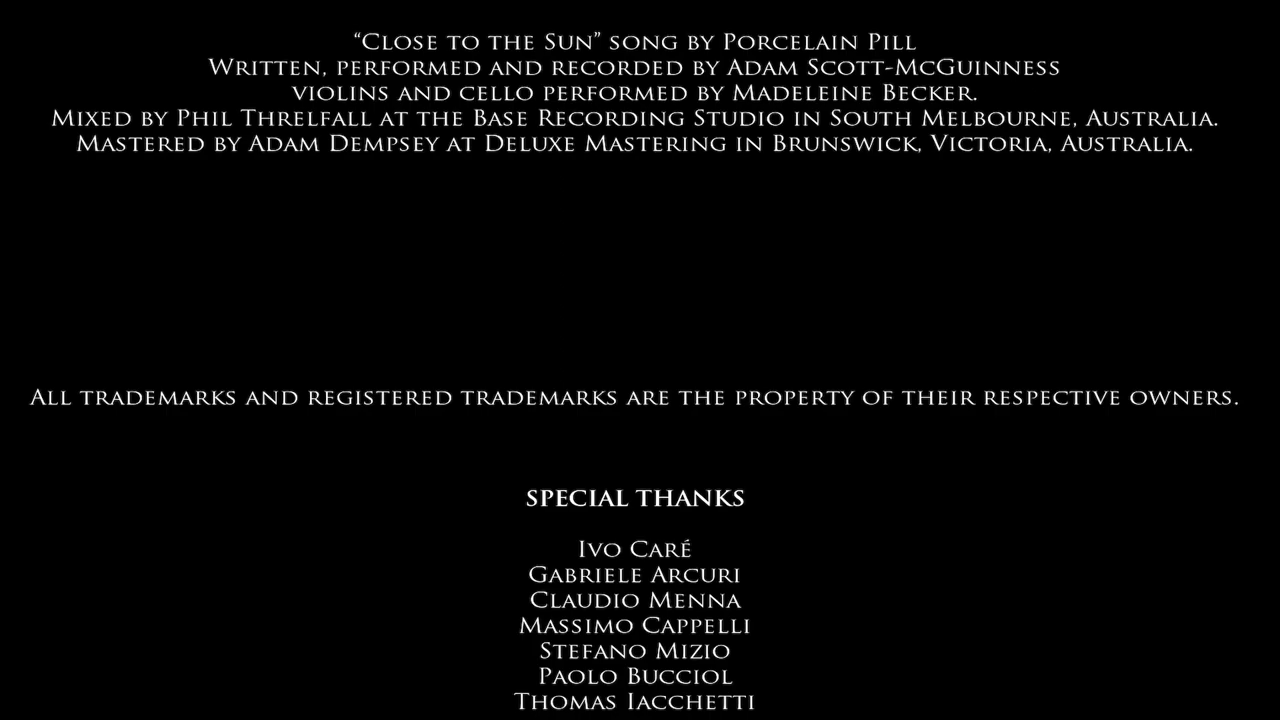 “Close to the Sun” song by Porcelain Pill
Written, performed and recorded by Adam Scott-McGuinness
violins and cello performed by Madeleine Becker.
Mixed by Phil Threlfall at the Base Recording Studio in South Melbourne, Australia.
Mastered by Adam Dempsey at Deluxe Mastering in Brunswick, Victoria, Australia.
All trademarks and registered trademarks are the property of their respective owners.
SPECIAL THANKS
Ivo Caré
Gabriele Arcuri
Claudio Menna
Massimo Cappelli
Stefano Mizio
Paolo Bucciol
Thomas Iacchetti